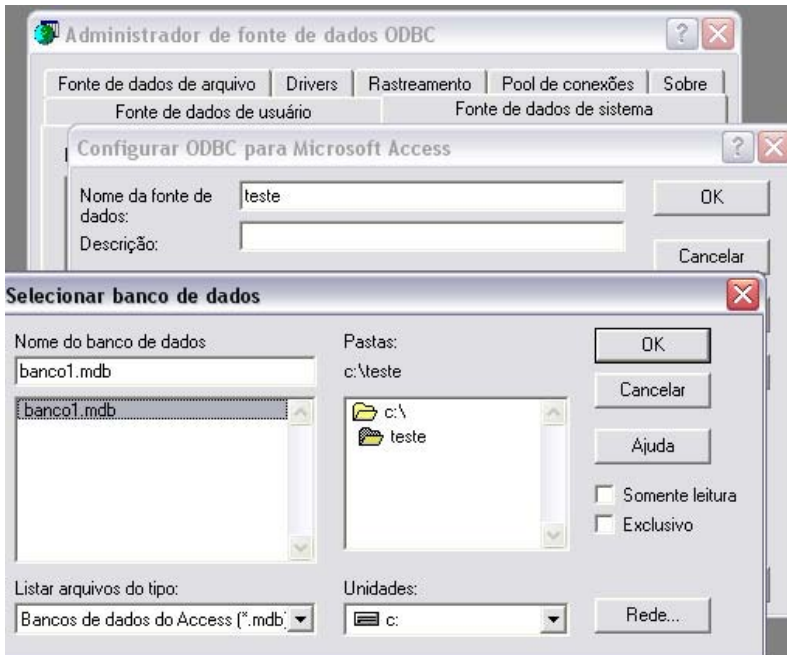 Administrador de fonte de dados ODBC
Fonte de dados de arquivo Drivers Rastreamento Pool de conexões Sobre
Fonte de dados de usuário Fonte de dados de sistema
Configurar ODBC para Microsoft Access
Nome da fonte de dados: teste OK
Descrição:
Cancelar
Selecionar banco de dados
Nome do banco de dados Pastas: OK
banco1.mdb c:\teste
Cancelar
banco1.mdb c:\
teste
Ajuda
Somente leitura
Exclusivo
Listar arquivos do tipo: Unidades:
Bancos de dados do Access (*.mdb) c: Rede...